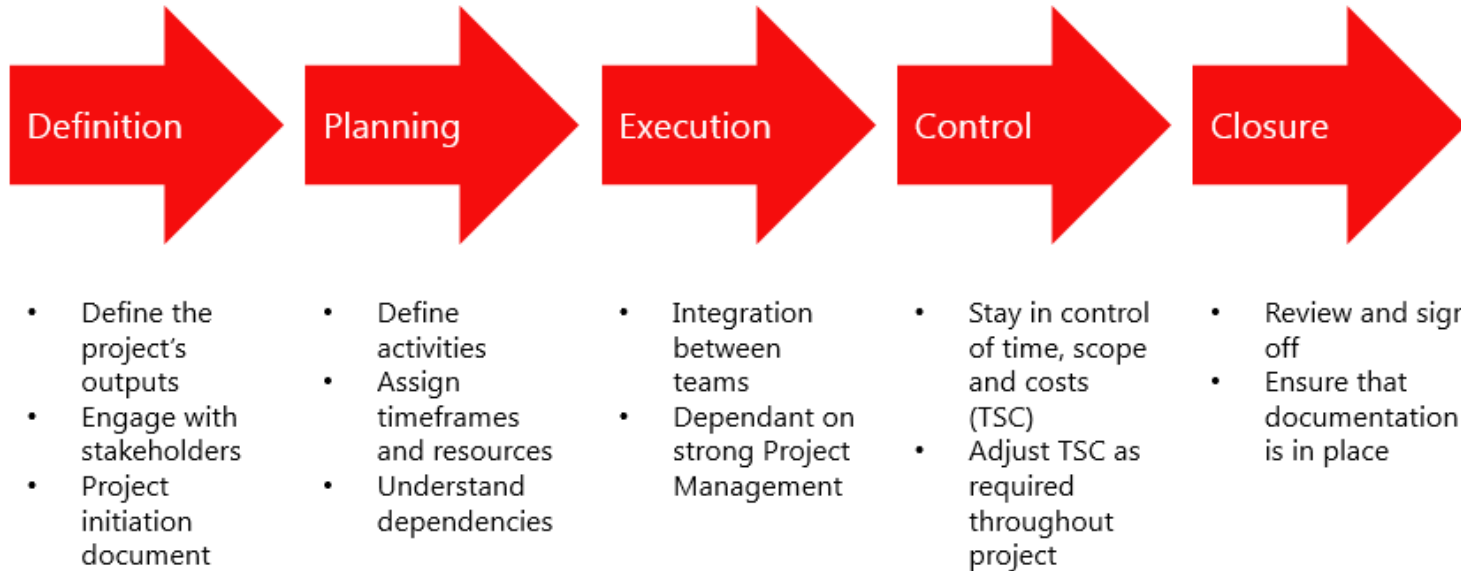 Definition
Planning
Execution
Control
Closure
• Define the
project's
outputs
• Engage with
stakeholders
• Project
initiation
document
• Define
activities
• Assign
timeframes
and resources
• Understand
dependencies
• Integration
between
teams
• Dependant on
strong Project
Management
• Stay in control
of time, scope
and costs
(TSC)
• Adjust TSC as
required
throughout
project
• Review and sign
off
• Ensure that
documentation
is in place